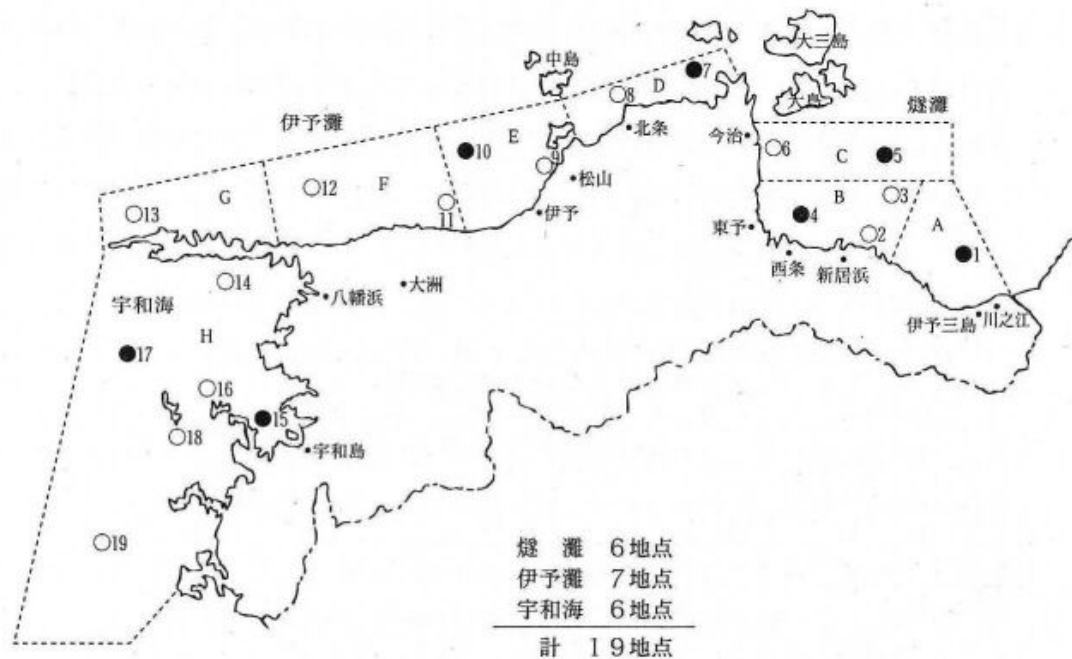 大三島
中島
7
D
8
大島
燧灘
伊予灘
E
北条
今治
6
C
5
10
9
12
F
松山
B
3
G
11
4
A
13
伊予
東予
2
1
14
西条
新居浜
宇和海
八幡浜
大洲
伊予三島
川之江
H
17
16
15
18
宇和島
19
燧 灘 6地点
伊予灘 7地点
宇和海 6地点
計 19地点